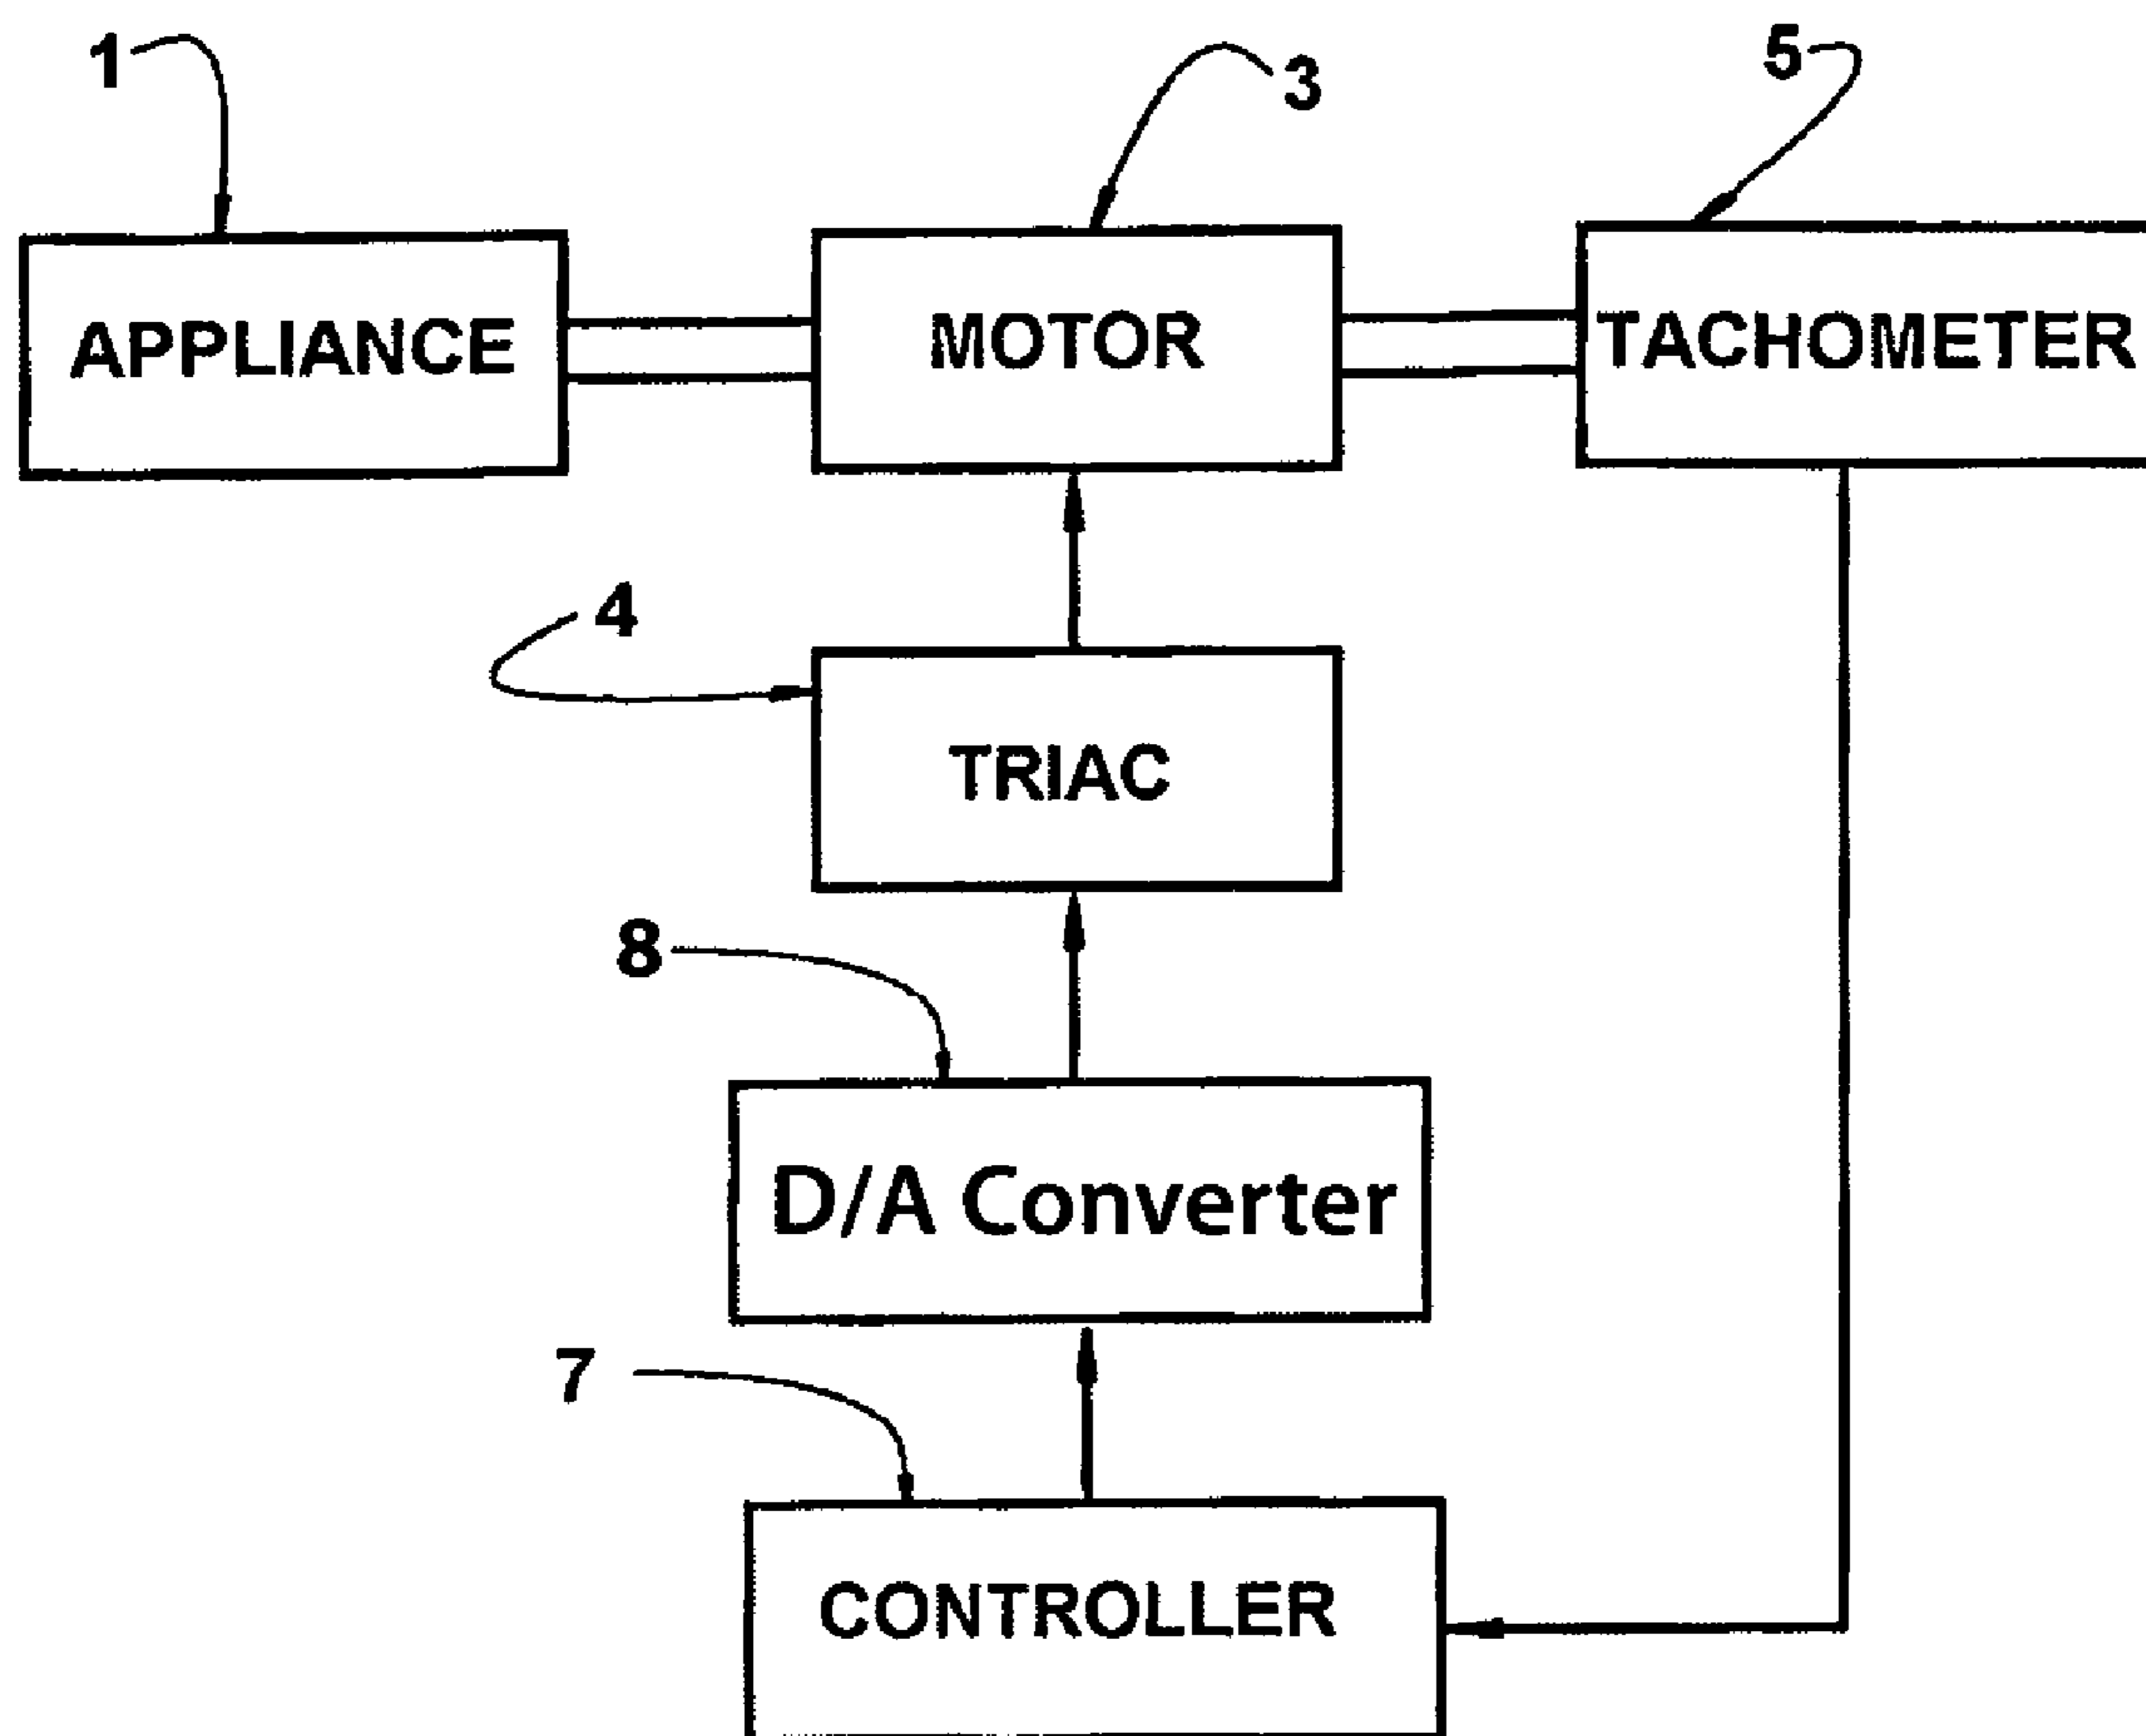 1
3
5
APPLIANCE
MOTOR
TACHOMETER
4
TRIAC
8
D/A Converter
7
CONTROLLER